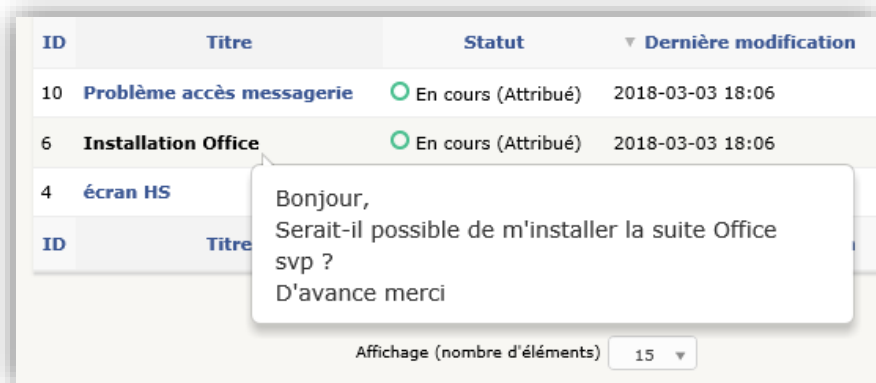 ID Titre Statut Dernière modification
10 Problème accès messagerie En cours (Attribué) 2018-03-03 18:06
6 Installation Office En cours (Attribué) 2018-03-03 18:06
4 écran HS
ID Titre
Bonjour,
Serait-il possible de m'installer la suite Office
svp ?
D'avance merci
Affichage (nombre d'éléments) 15